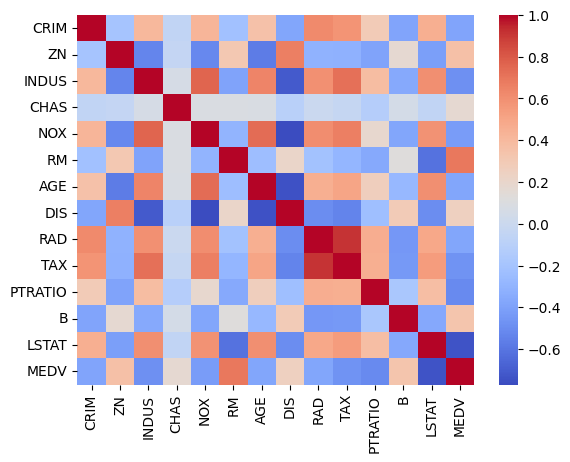 CRIM
ZN
INDUS
CHAS
NOX
RM
AGE
DIS
RAD
TAX
PTRATIO
B
LSTAT
MEDV
CRIM
ZN
INDUS
CHAS
NOX
RM
AGE
DIS
RAD
TAX
PTRATIO
B
LSTAT
MEDV
1.0
0.8
0.6
0.4
0.2
0.0
−0.2
−0.4
−0.6